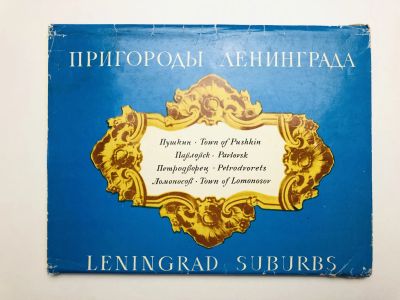 ПРИГОРОДЫ ЛЕНИНГРАДА
Пушкин · Town of Pushkin
Павловск · Pavlovsk
Петродворец · Petrodvorets
Ломоносов · Town of Lomonosov
LENINGRAD SUBURBS